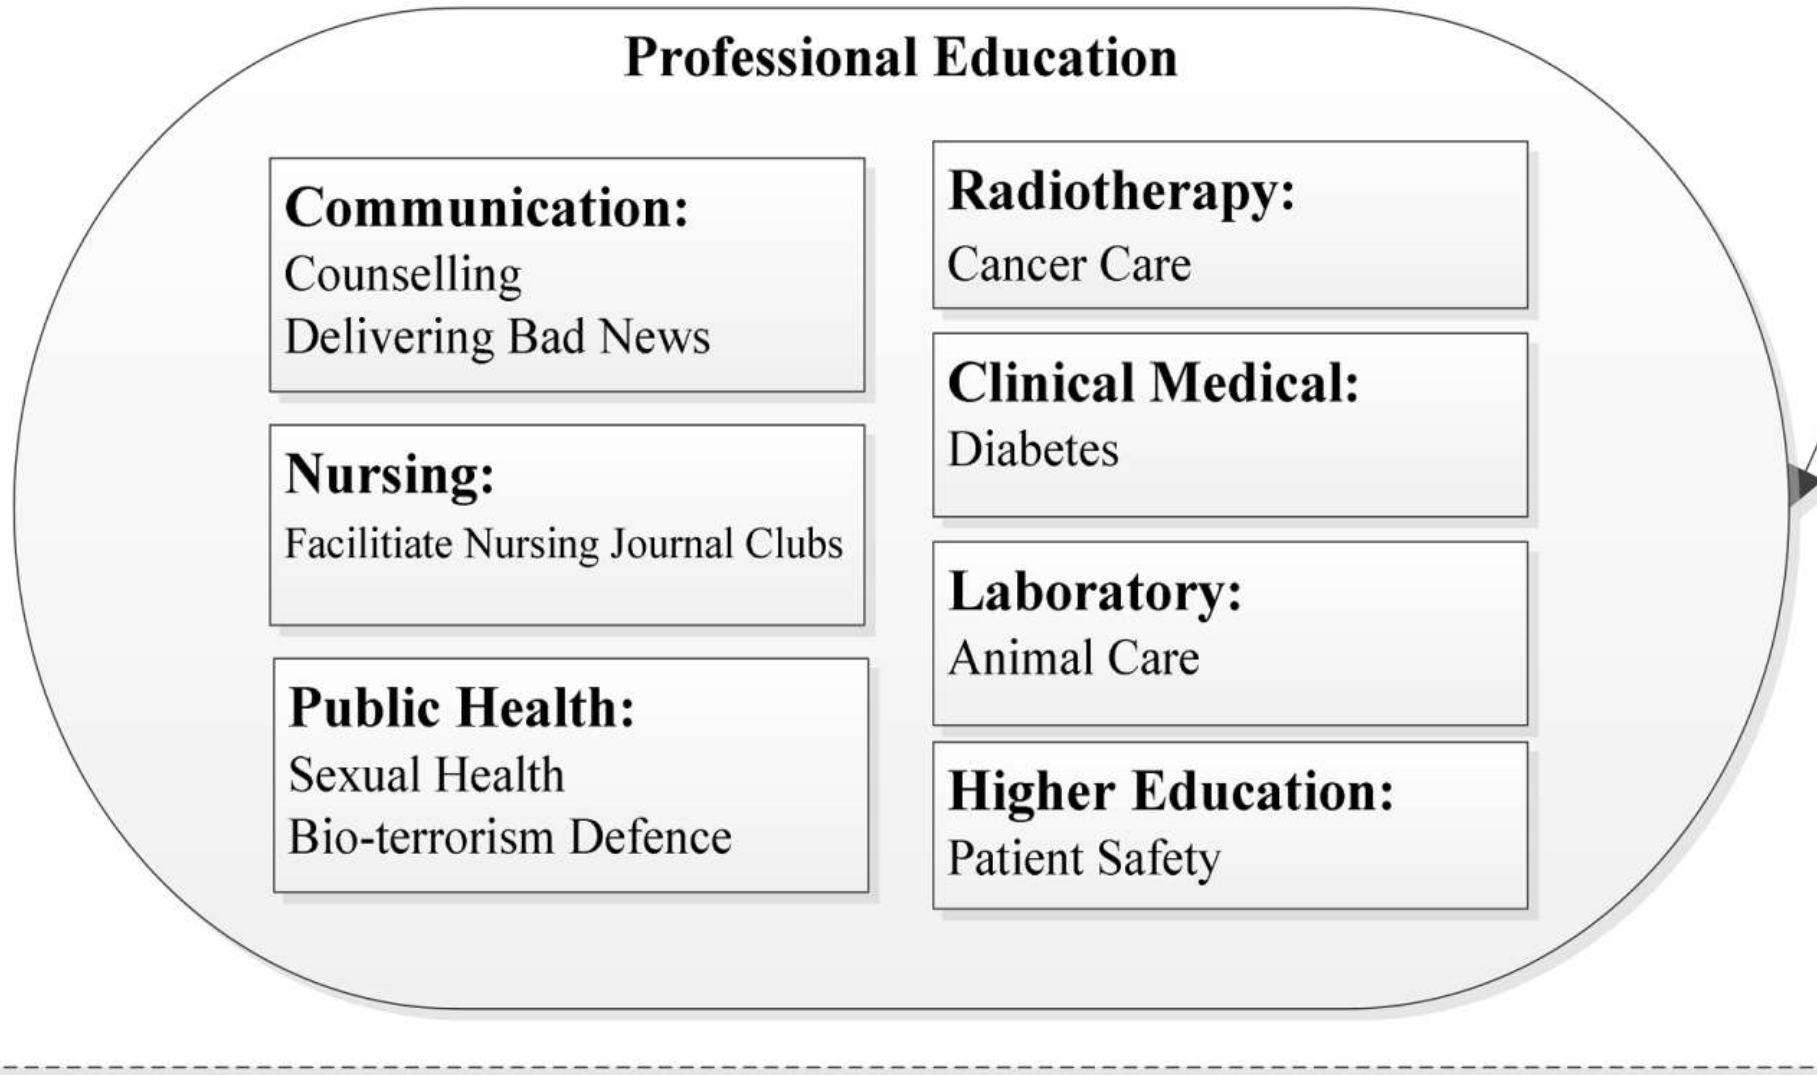 Professional Education
Communication:
Counselling
Delivering Bad News
Nursing:
Facilitiate Nursing Journal Clubs
Public Health:
Sexual Health
Bio-terrorism Defence
Radiotherapy:
Cancer Care
Clinical Medical:
Diabetes
Laboratory:
Animal Care
Higher Education:
Patient Safety